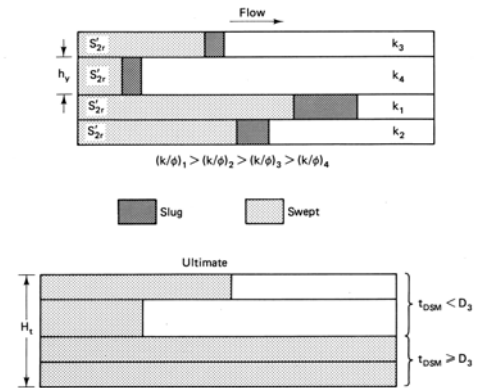 Flow
S'2r k3
hy S'2r k4
S'2r k1
S'2r k2
(k/φ)1 > (k/φ)2 > (k/φ)3 > (k/φ)4
Slug Swept
Ultimate
Ht
tDSM < D3
tDSM ⩾ D3